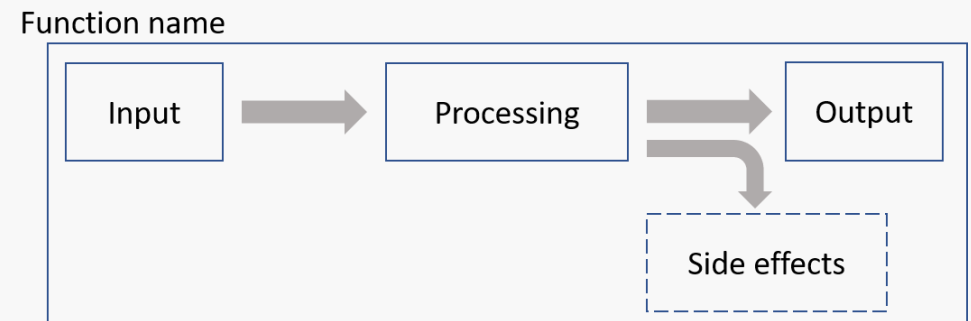 Function name
Input
Processing
Output
Side effects